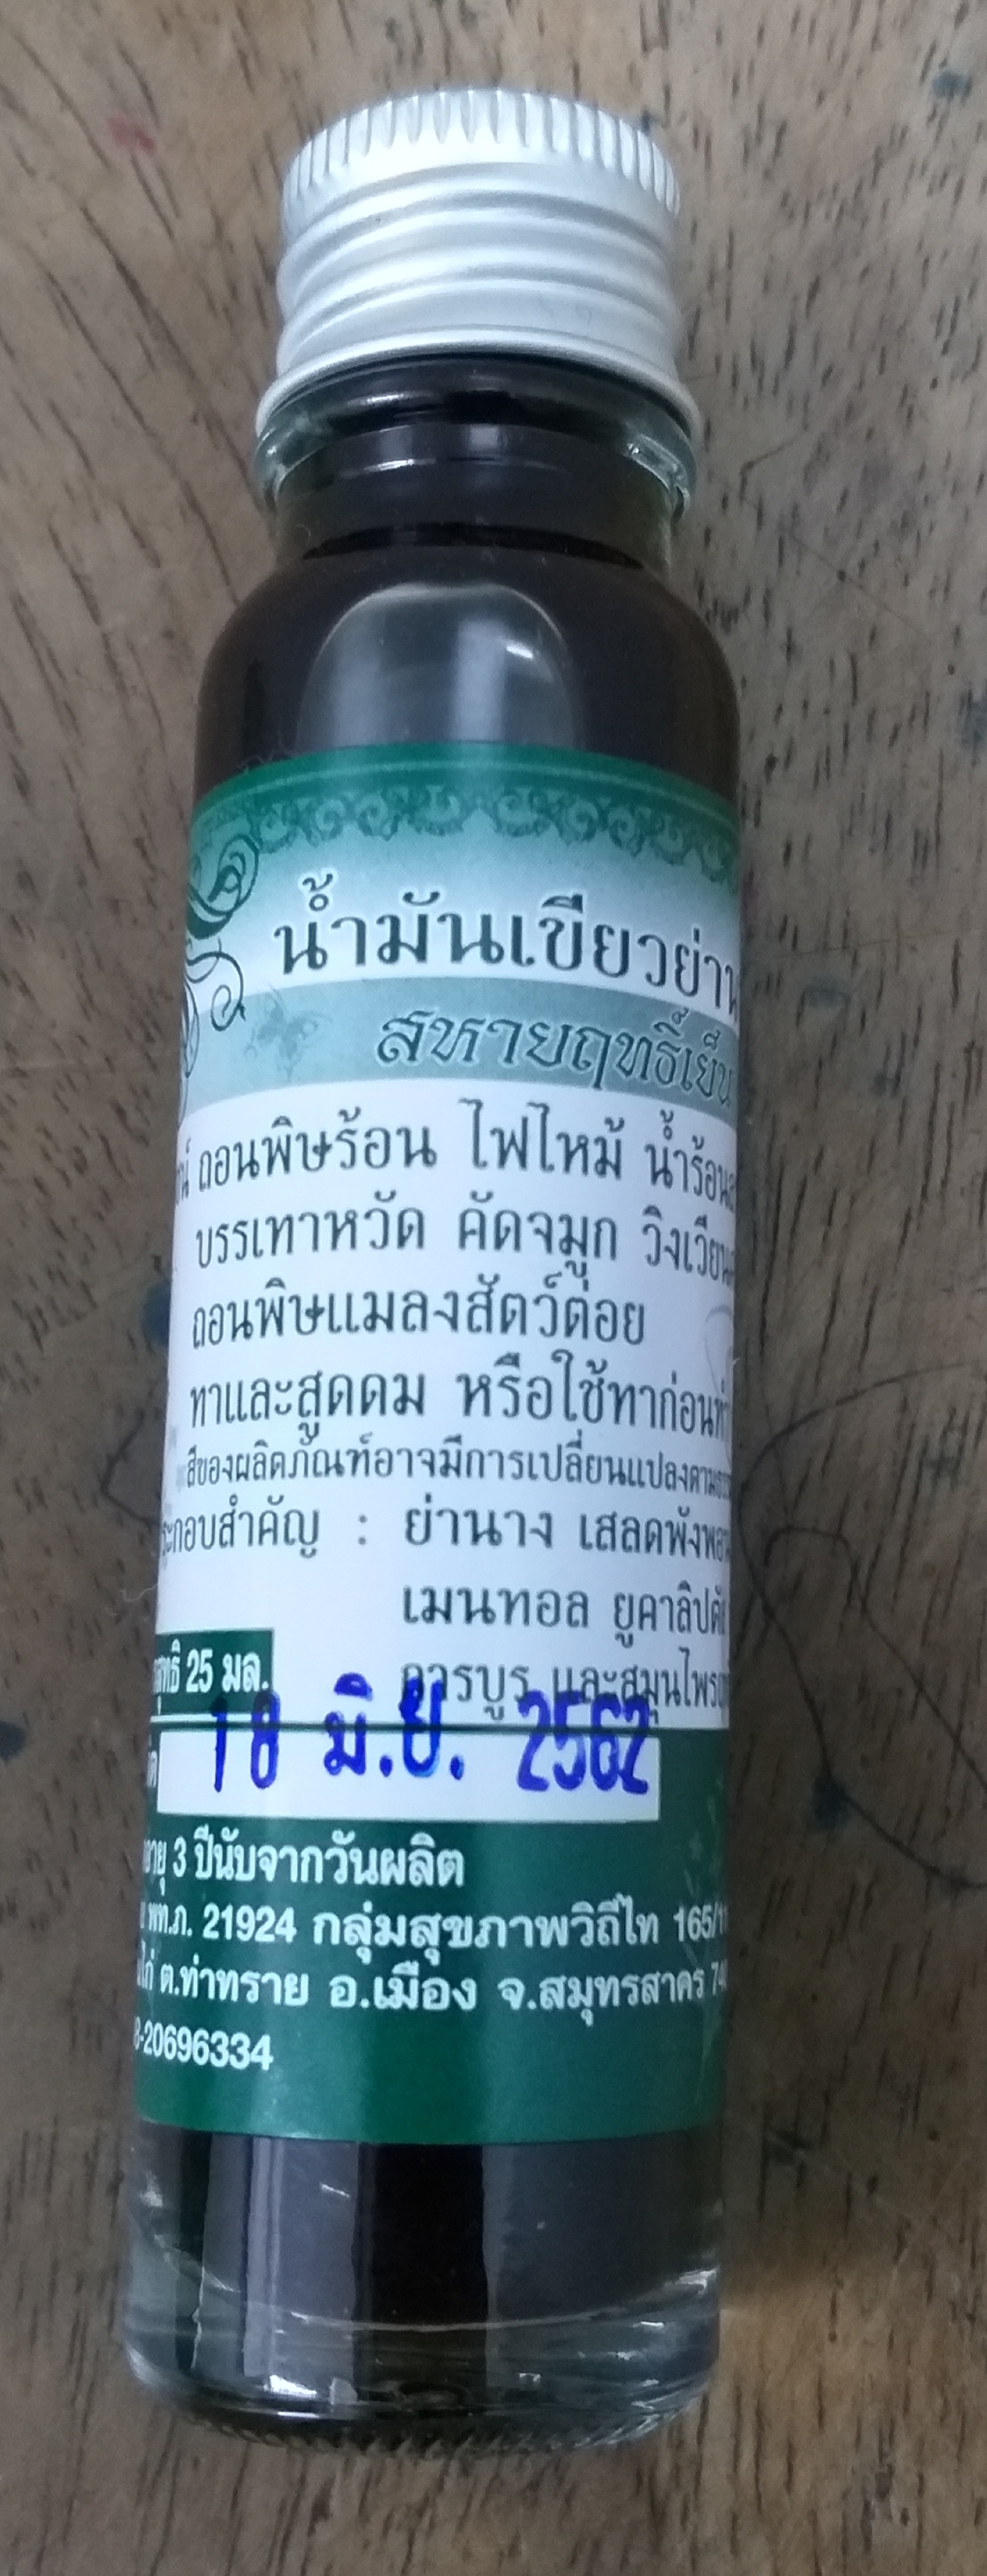 น้ำมันเขียวย่าน
สหายฤทธิ์เย็น
ถอนพิษร้อน ไฟไหม้ น้ำร้อน
บรรเทาหวัด คัดจมูก วิงเวียน
ถอนพิษแมลงสัตว์ต่อย
ทาและสูดดม หรือใช้ทาก่อน
สีของผลิตภัณฑ์อาจมีการเปลี่ยนแปลงตาม
ะกอบสำคัญ : ย่านาง เสลดพังพอน
เมนทอล ยูคาลิปตัส
การบูร และสมุนไพร
สุทธิ 25 มล.
18 มิ.ย. 2562
อายุ 3 ปีนับจากวันผลิต
พท.ภ. 21924 กลุ่มสุขภาพวิถีไท 165/11
ไก่ ต.ท่าทราย อ.เมือง จ.สมุทรสาคร 74
8-20696334